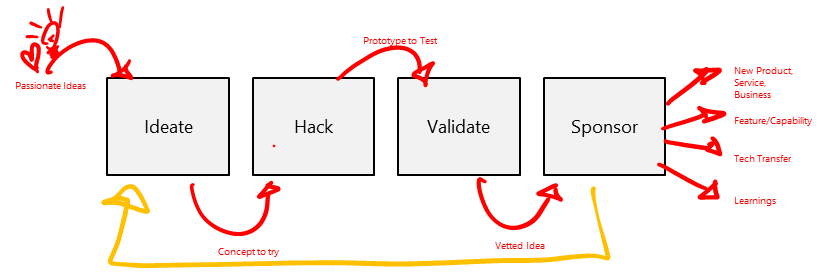 Prototype to Test
Passionate Ideas
Ideate
Hack
Validate
Sponsor
New Product,
Service,
Business
Feature/Capability
Tech Transfer
Learnings
Concept to try
Vetted Idea